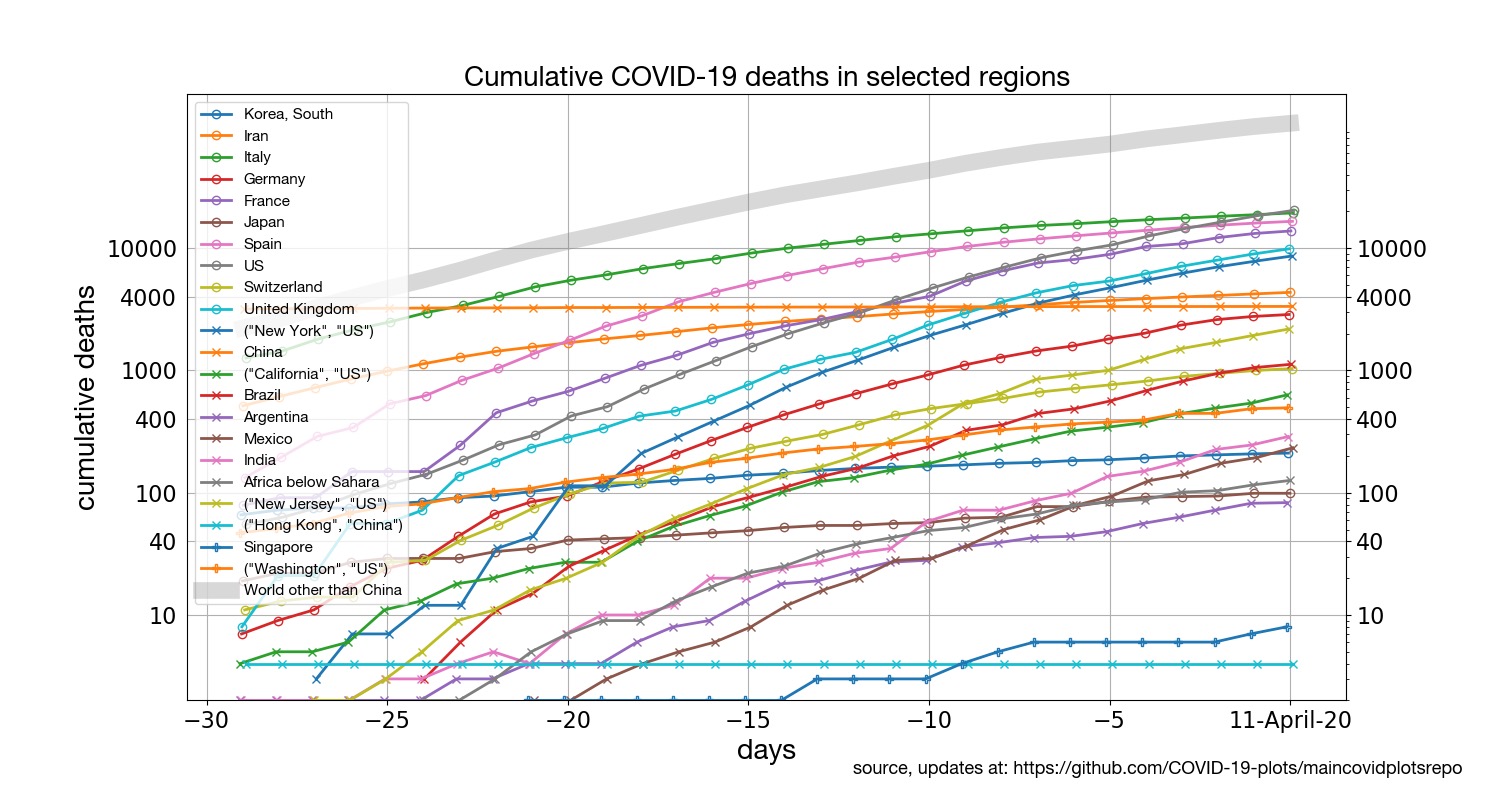 Cumulative COVID-19 deaths in selected regions
Korea, South
Iran
Italy
Germany
France
Japan
Spain
US
Switzerland
United Kingdom
("New York", "US")
China
("California", "US")
Brazil
Argentina
Mexico
India
Africa below Sahara
("New Jersey", "US")
("Hong Kong", "China")
Singapore
("Washington", "US")
World other than China
cumulative deaths
10000
4000
1000
400
100
40
10
10000
4000
1000
400
100
40
10
−30
−25
−20
−15
−10
−5
11-April-20
days
source, updates at: https://github.com/COVID-19-plots/maincovidplotsrepo